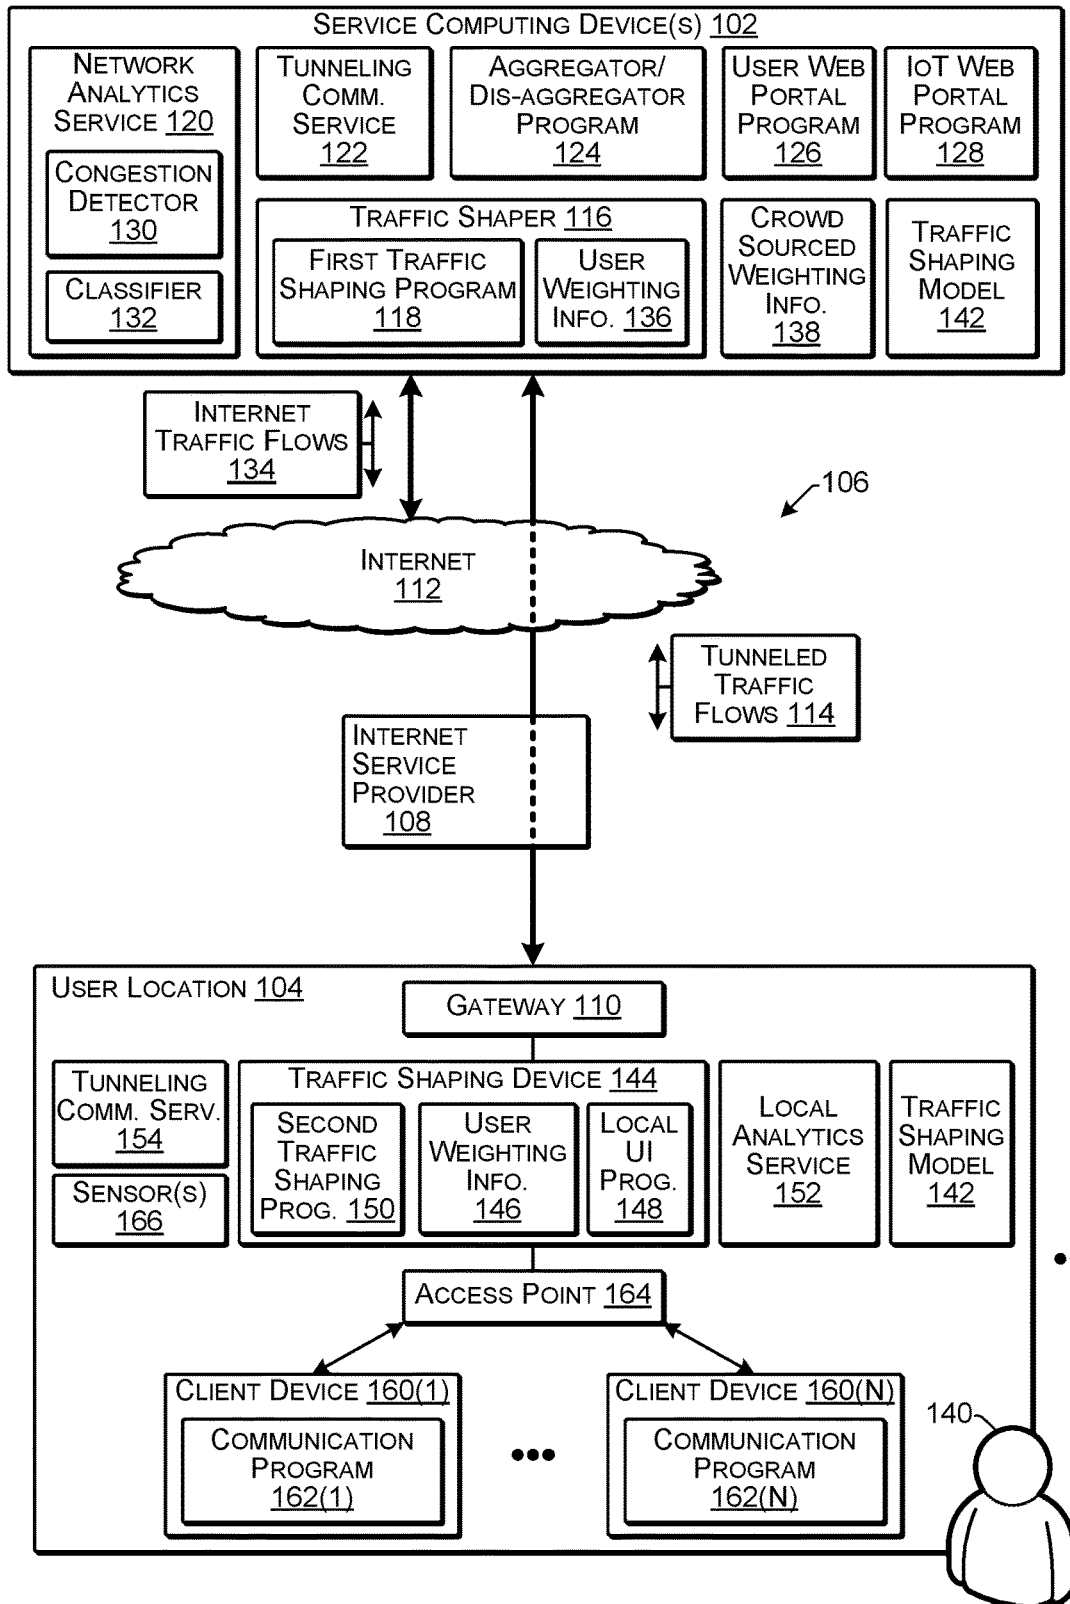 SERVICE COMPUTING DEVICE(S) 102
NETWORK
ANALYTICS
SERVICE 120
CONGESTION
DETECTOR
130
CLASSIFIER
132
TUNNELING
COMM.
SERVICE
122
AGGREGATOR/
DIS-AGGREGATOR
PROGRAM
124
USER WEB
PORTAL
PROGRAM
126
IOT WEB
PORTAL
PROGRAM
128
TRAFFIC SHAPER 116
FIRST TRAFFIC
SHAPING PROGRAM
118
USER
WEIGHTING
INFO. 136
CROWD
SOURCED
WEIGHTING
INFO.
138
TRAFFIC
SHAPING
MODEL
142
INTERNET
TRAFFIC FLOWS
134
106
INTERNET
112
TUNNELED
TRAFFIC
FLOWS 114
INTERNET
SERVICE
PROVIDER
108
USER LOCATION 104
GATEWAY 110
TUNNELING
COMM. SERV.
154
SENSOR(S)
166
TRAFFIC SHAPING DEVICE 144
SECOND
TRAFFIC
SHAPING
PROG. 150
USER
WEIGHTING
INFO.
146
LOCAL
UI
PROG.
148
LOCAL
ANALYTICS
SERVICE
152
TRAFFIC
SHAPING
MODEL
142
ACCESS POINT 164
CLIENT DEVICE 160(1)
COMMUNICATION
PROGRAM
162(1)
CLIENT DEVICE 160(N)
COMMUNICATION
PROGRAM
162(N)
140